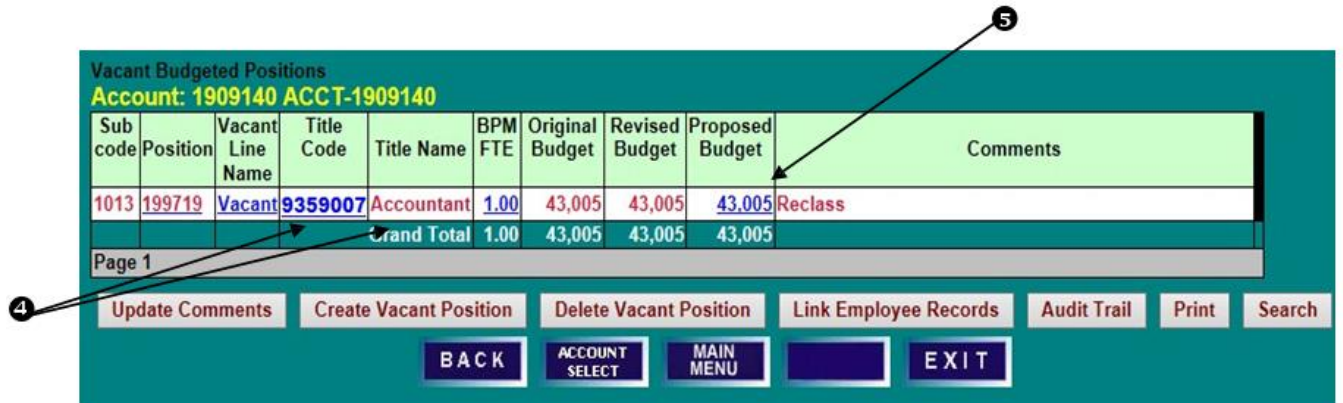 ❺
Vacant Budgeted Positions
Account: 1909140 ACCT-1909140
Sub code Position Vacant Line Name Title Code Title Name BPM FTE Original Budget Revised Budget Proposed Budget Comments
1013 199719 Vacant 9359007 Accountant 1.00 43,005 43,005 43,005 Reclass
Grand Total 1.00 43,005 43,005 43,005
Page 1
❹
Update Comments Create Vacant Position Delete Vacant Position Link Employee Records Audit Trail Print Search
BACK ACCOUNT SELECT MAIN MENU EXIT